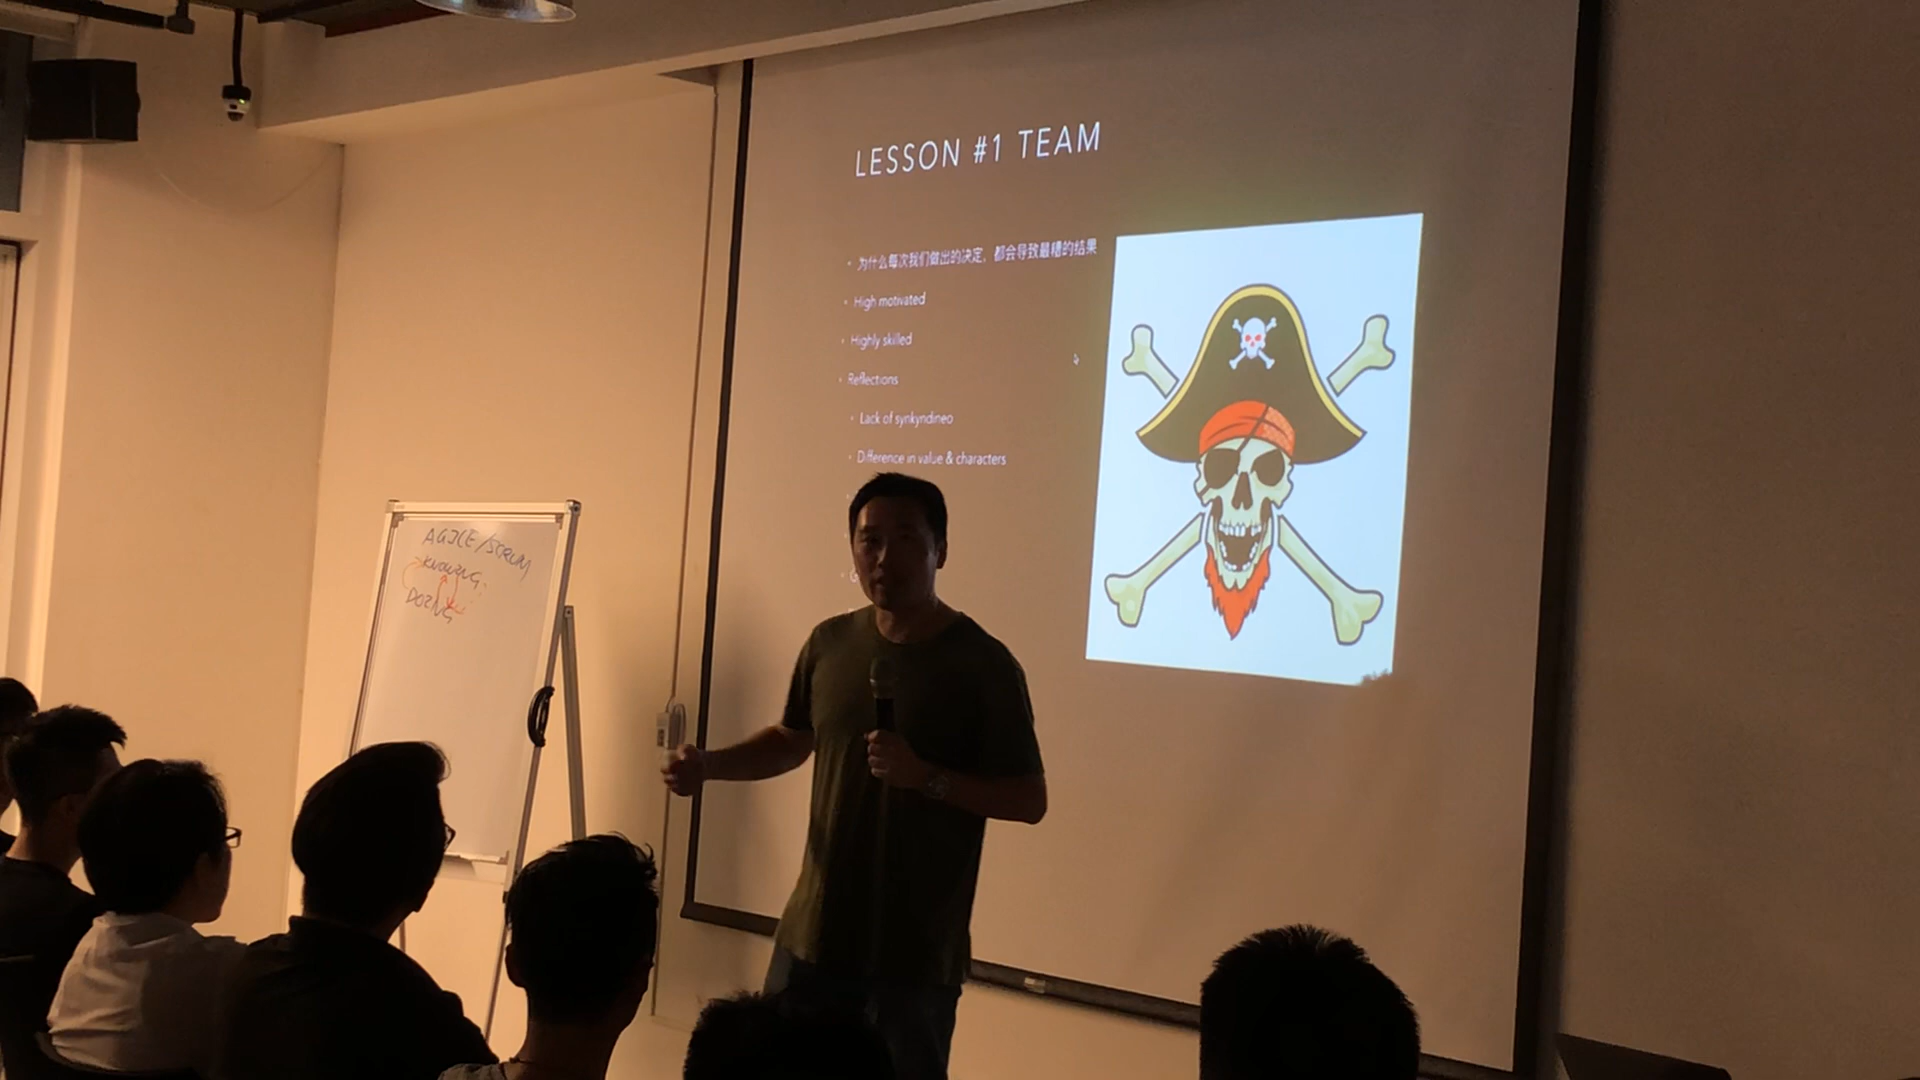 LESSON #1 TEAM
为什么每次我们做出的决定，都会导致最糟的结果
High motivated
Highly skilled
Reflections
Lack of synkyndineo
Difference in value & characters
AGILE/SCRUM
KNOWING
DOING